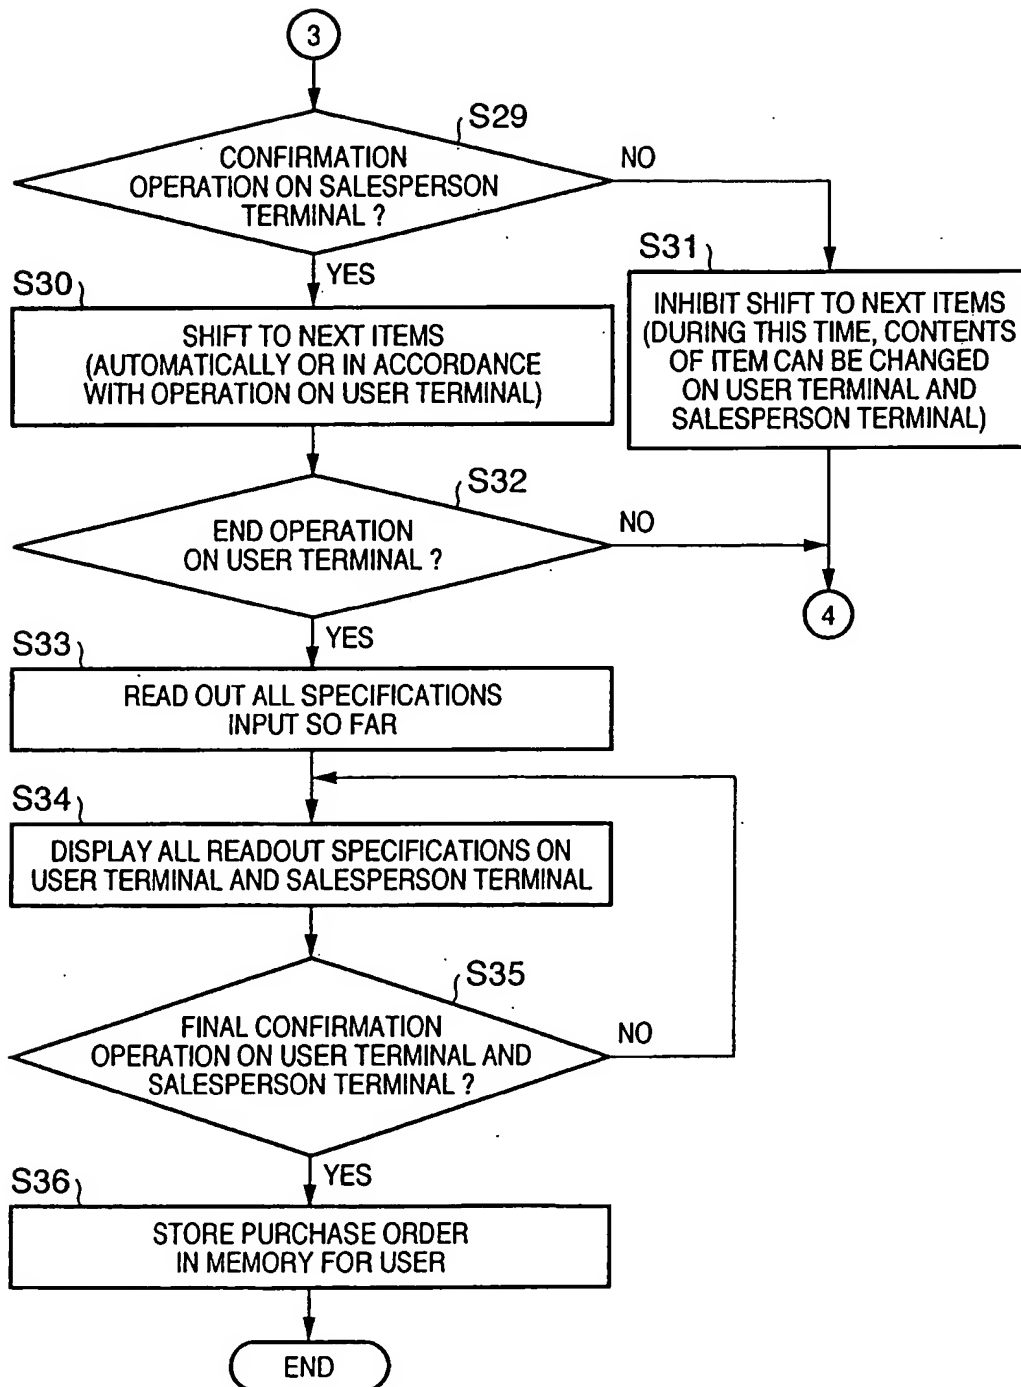 3
S29
CONFIRMATION
OPERATION ON SALESPERSON
TERMINAL ?
NO
YES
S30
SHIFT TO NEXT ITEMS
(AUTOMATICALLY OR IN ACCORDANCE
WITH OPERATION ON USER TERMINAL)
S31
INHIBIT SHIFT TO NEXT ITEMS
(DURING THIS TIME, CONTENTS
OF ITEM CAN BE CHANGED
ON USER TERMINAL AND
SALESPERSON TERMINAL)
S32
END OPERATION
ON USER TERMINAL ?
NO
4
YES
S33
READ OUT ALL SPECIFICATIONS
INPUT SO FAR
S34
DISPLAY ALL READOUT SPECIFICATIONS ON
USER TERMINAL AND SALESPERSON TERMINAL
S35
FINAL CONFIRMATION
OPERATION ON USER TERMINAL AND
SALESPERSON TERMINAL ?
NO
YES
S36
STORE PURCHASE ORDER
IN MEMORY FOR USER
END